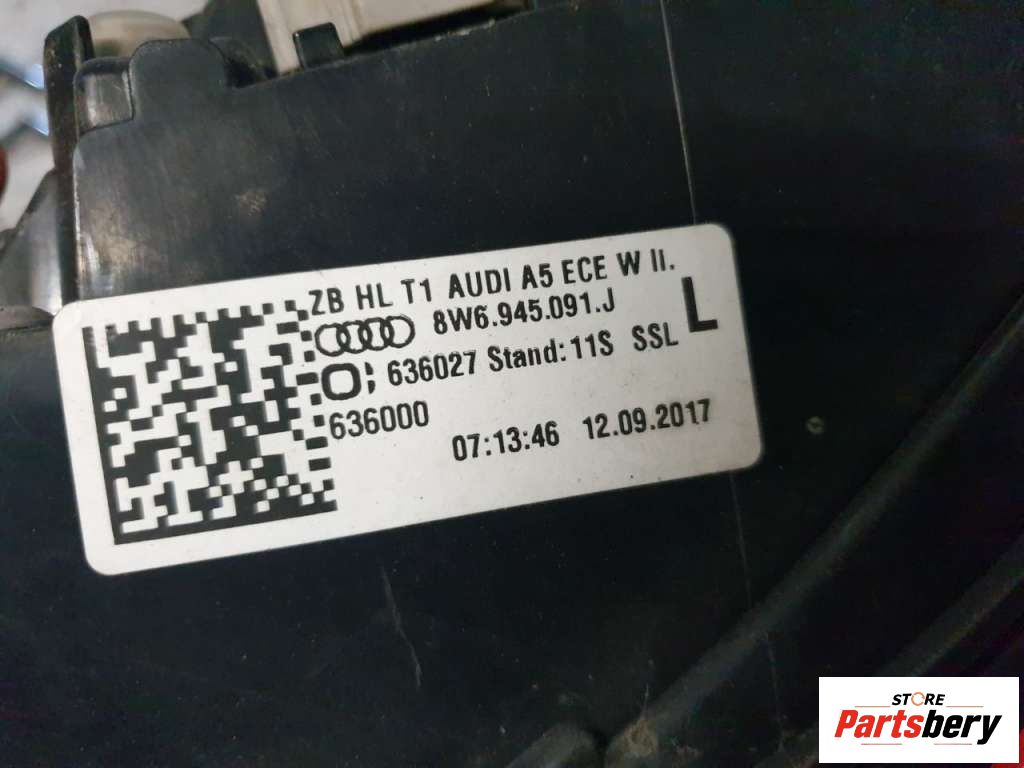 ZB HL T1 AUDI A5 ECE W II.
8W6.945.091.J
L
636027 Stand:11S SSL
636000
07:13:46 12.09.2017
STORE
Partsbery